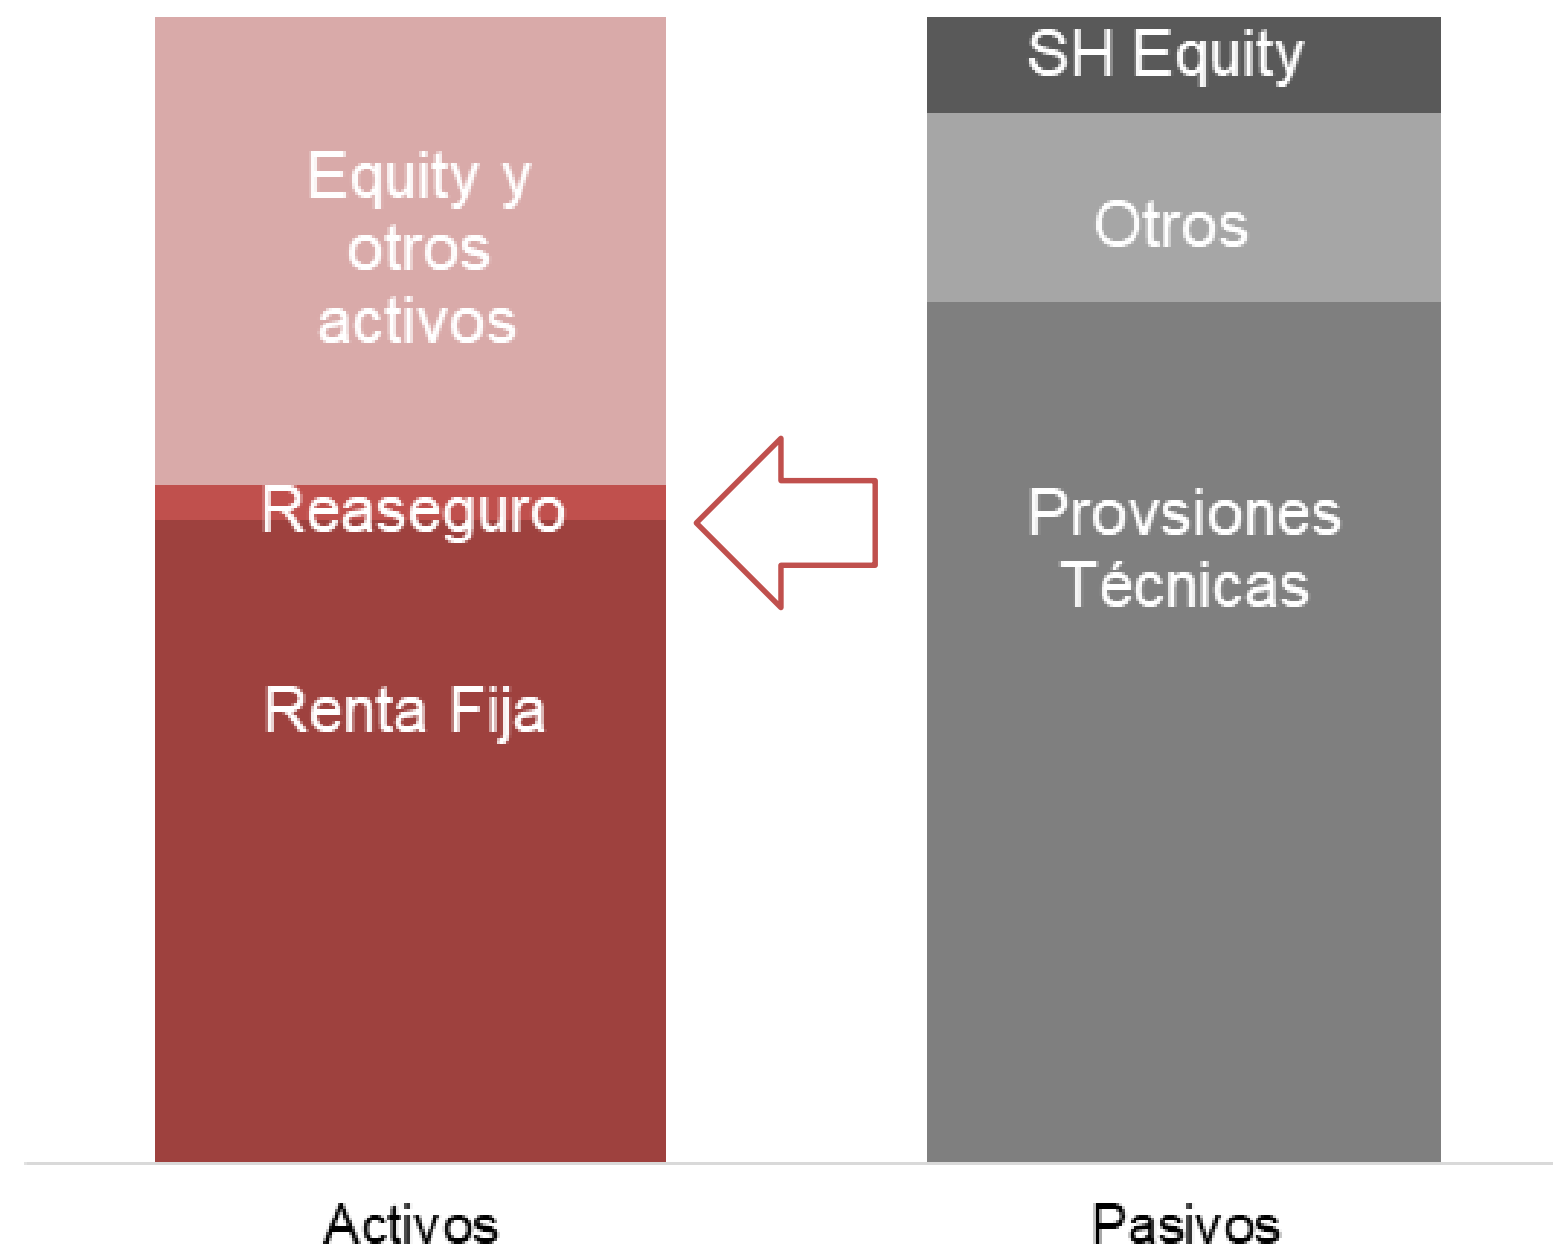 Equity y
otros
activos
Reaseguro
Renta Fija
Activos
SH Equity
Otros
Provsiones
Técnicas
Pasivos